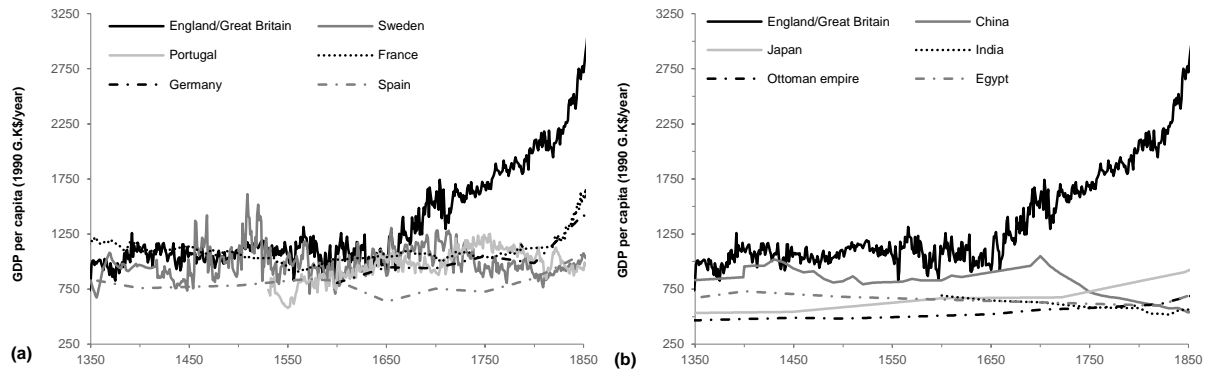 3250
2750
2250
1750
1250
750
250
GDP per capita (1990 G.K$/year)
England/Great Britain Sweden
Portugal France
Germany Spain
1350 1450 1550 1650 1750 1850
(a)
3250
2750
2250
1750
1250
750
250
GDP per capita (1990 G.K$/year)
England/Great Britain China
Japan India
Ottoman empire Egypt
1350 1450 1550 1650 1750 1850
(b)